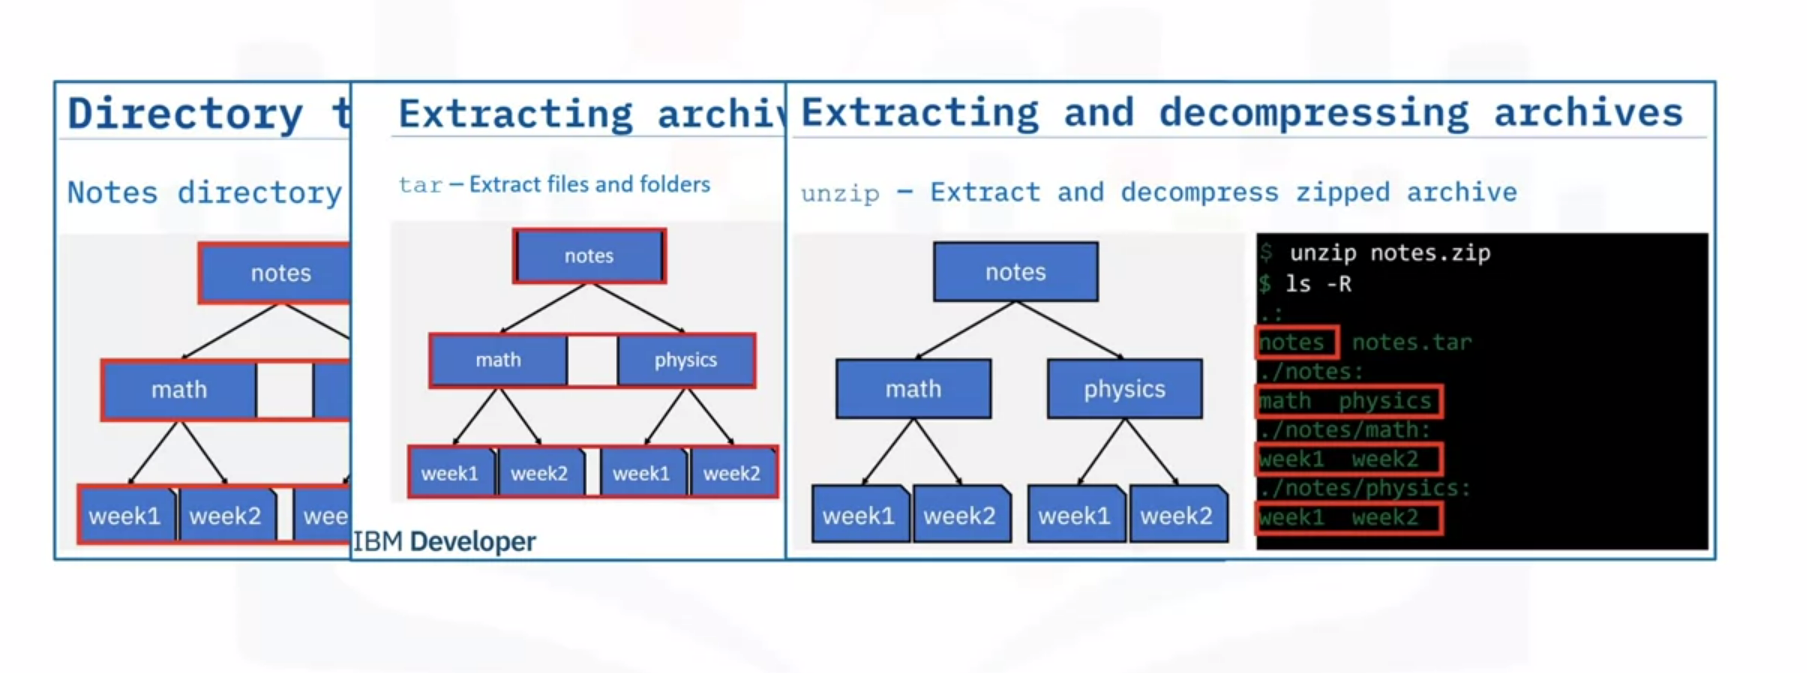 Directory t
Notes directory
notes
math
week1 week2 wee
Extracting archiv
tar – Extract files and folders
notes
math physics
week1 week2 week1 week2
IBM Developer
Extracting and decompressing archives
unzip – Extract and decompress zipped archive
notes
math physics
week1 week2 week1 week2
$ unzip notes.zip
$ ls -R
.:
notes notes.tar
./notes:
math physics
./notes/math:
week1 week2
./notes/physics:
week1 week2